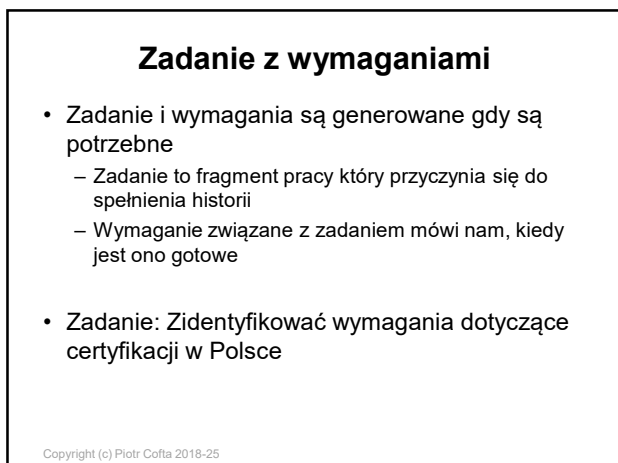 Zadanie z wymaganiami
• Zadanie i wymagania są generowane gdy są
potrzebne
– Zadanie to fragment pracy który przyczynia się do
spełnienia historii
– Wymaganie związane z zadaniem mówi nam, kiedy
jest ono gotowe
• Zadanie: Zidentyfikować wymagania dotyczące
certyfikacji w Polsce
Copyright (c) Piotr Cofta 2018-25